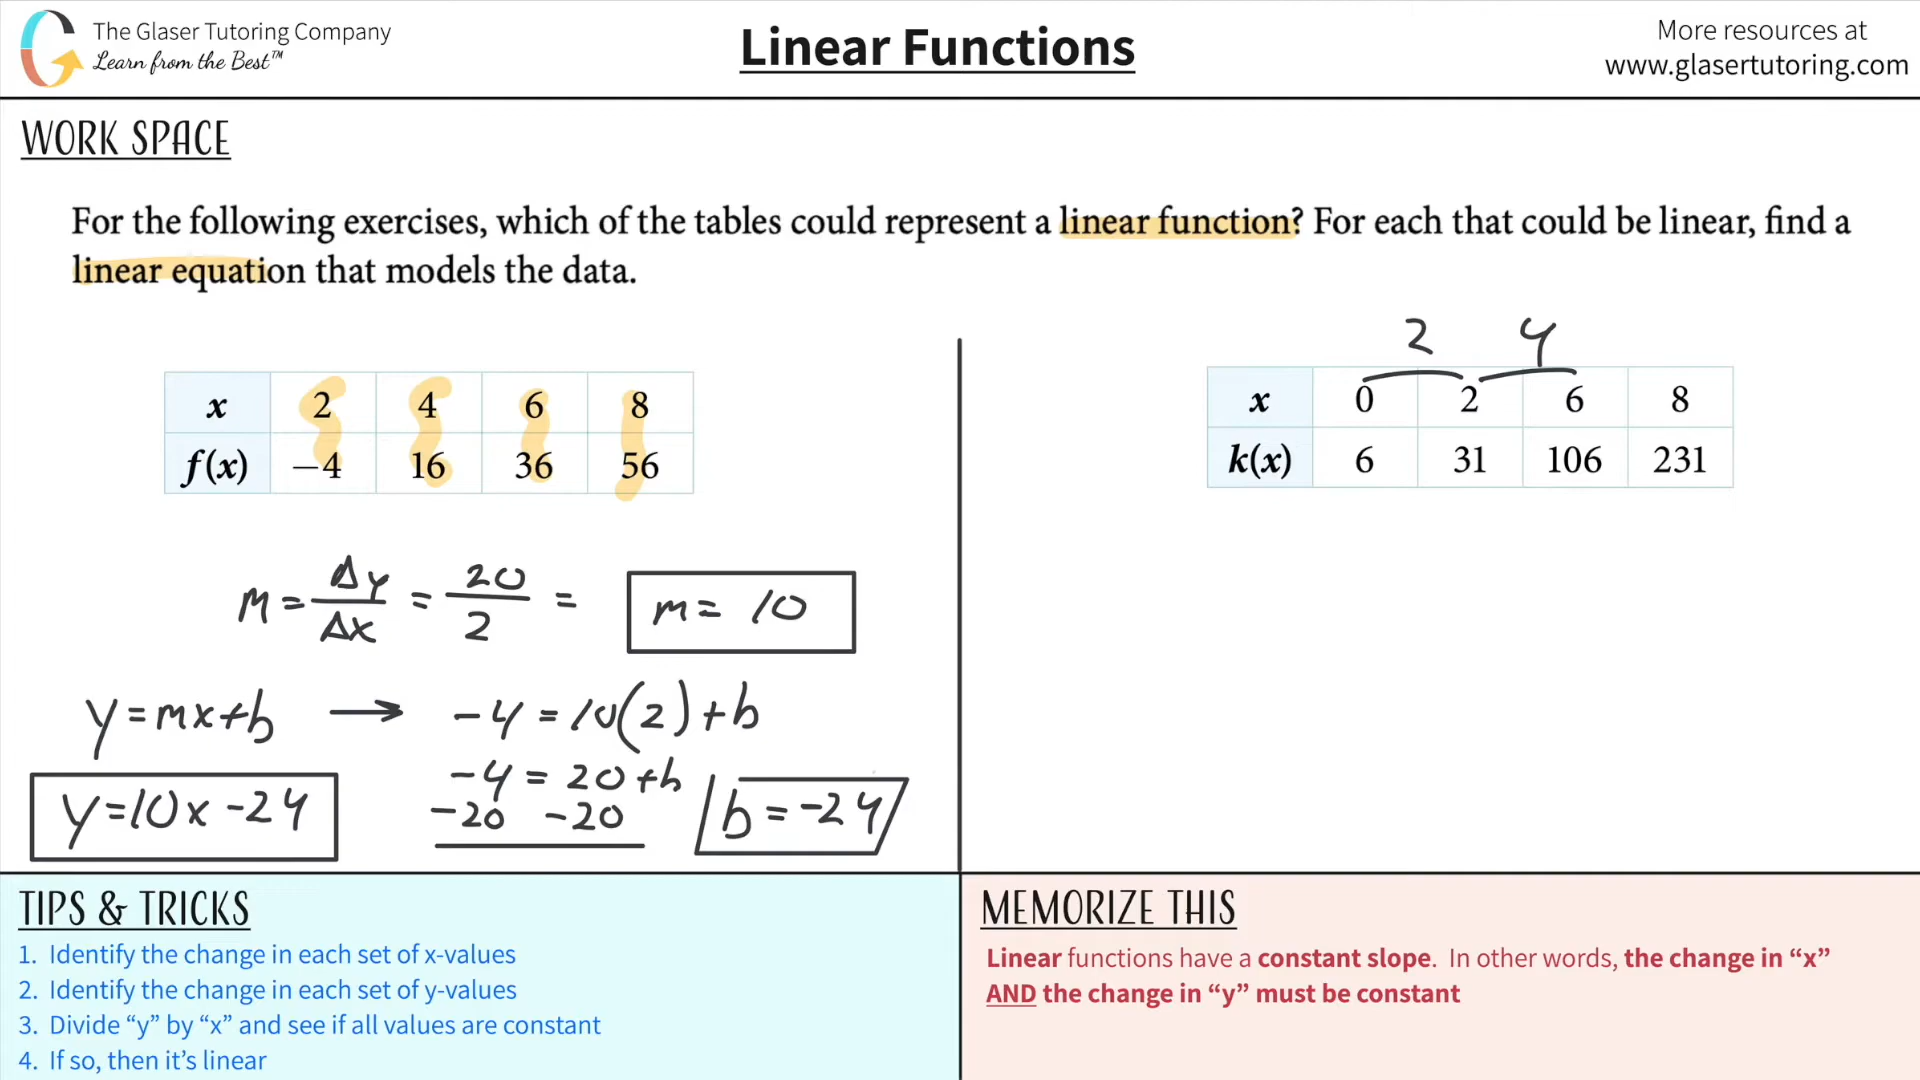 The Glaser Tutoring Company
Learn from the Best™
Linear Functions
More resources at
www.glasertutoring.com
WORK SPACE
For the following exercises, which of the tables could represent a linear function? For each that could be linear, find a
linear equation that models the data.
x 2 4 6 8
f(x) −4 16 36 56
m = Δy/Δx = 20/2 = m = 10
y = mx + b → -4 = 10(2) + b
-4 = 20 + b
-20 -20
b = -24
y = 10x - 24
2 4
x 0 2 6 8
k(x) 6 31 106 231
TIPS & TRICKS
1. Identify the change in each set of x-values
2. Identify the change in each set of y-values
3. Divide “y” by “x” and see if all values are constant
4. If so, then it’s linear
MEMORIZE THIS
Linear functions have a constant slope. In other words, the change in “x”
AND the change in “y” must be constant